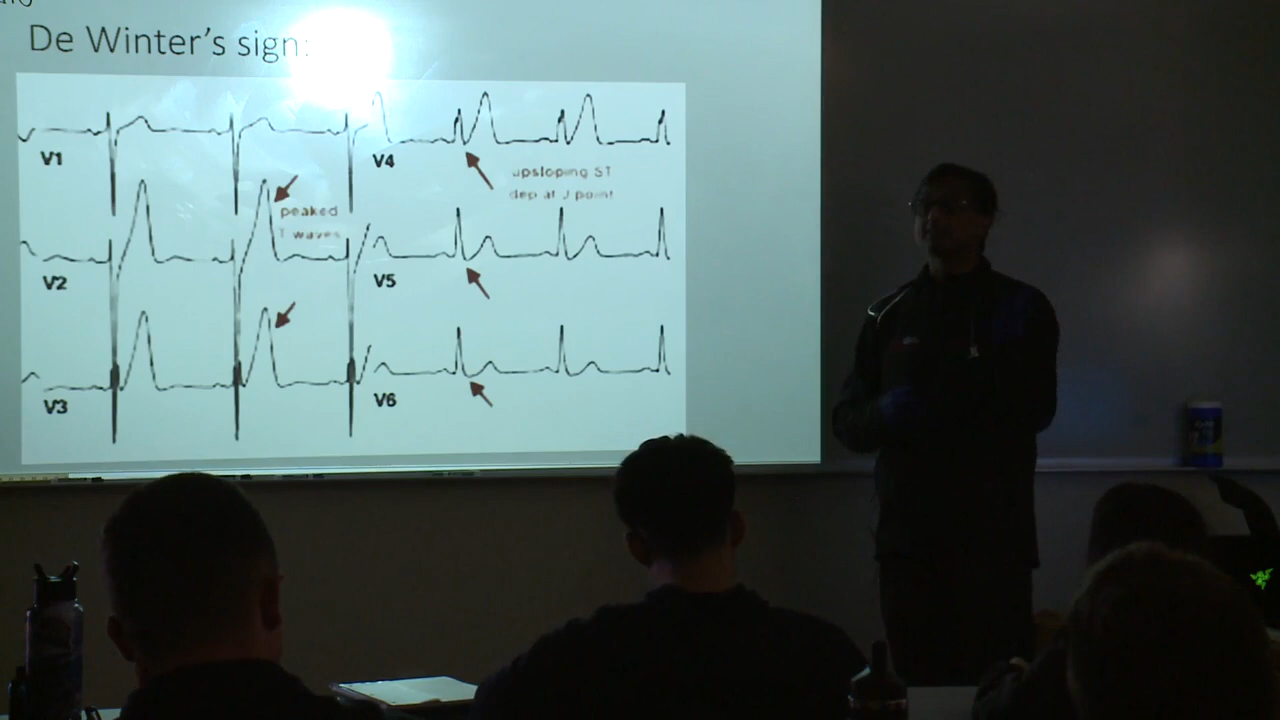 De Winter's sign:
V1
V4
upsloping ST
dep at J point
peaked
T waves
V2
V5
V3
V6